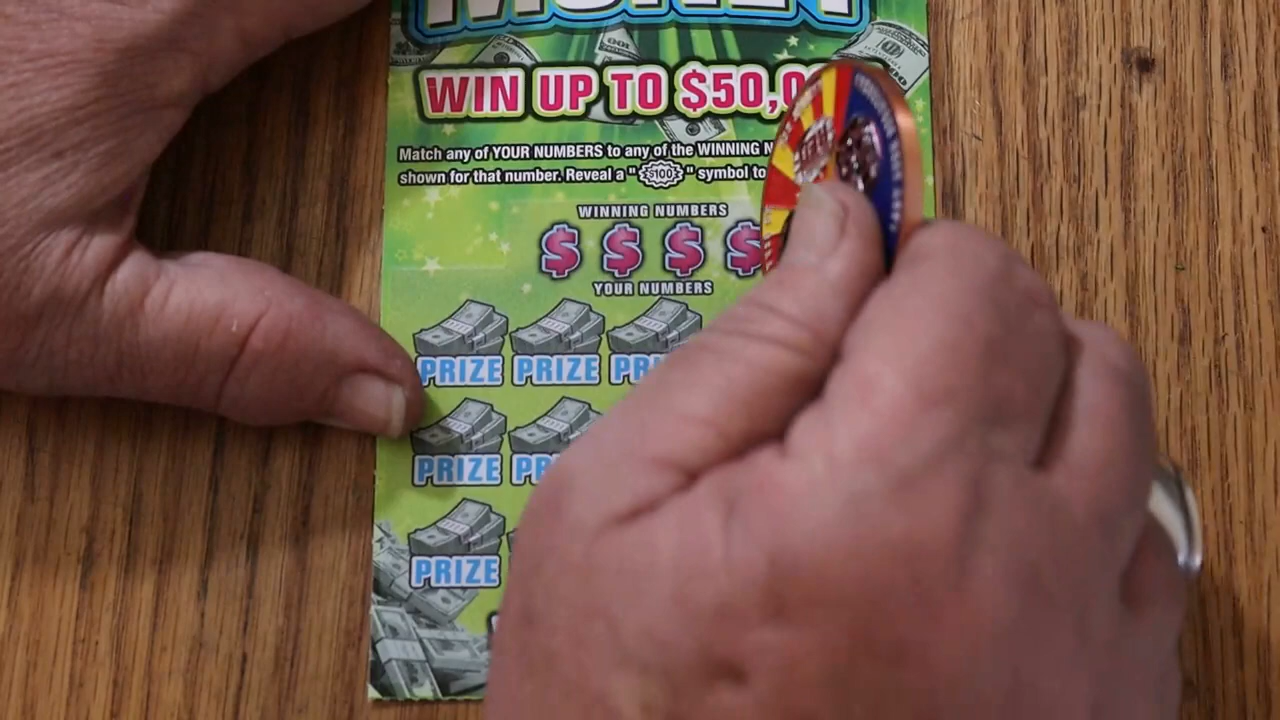 MONEY
WIN UP TO $50,0
Match any of YOUR NUMBERS to any of the WINNING
shown for that number. Reveal a "$100" symbol to
WINNING NUMBERS
$ $ $ $
YOUR NUMBERS
PRIZE PRIZE
PRIZE
PRIZE